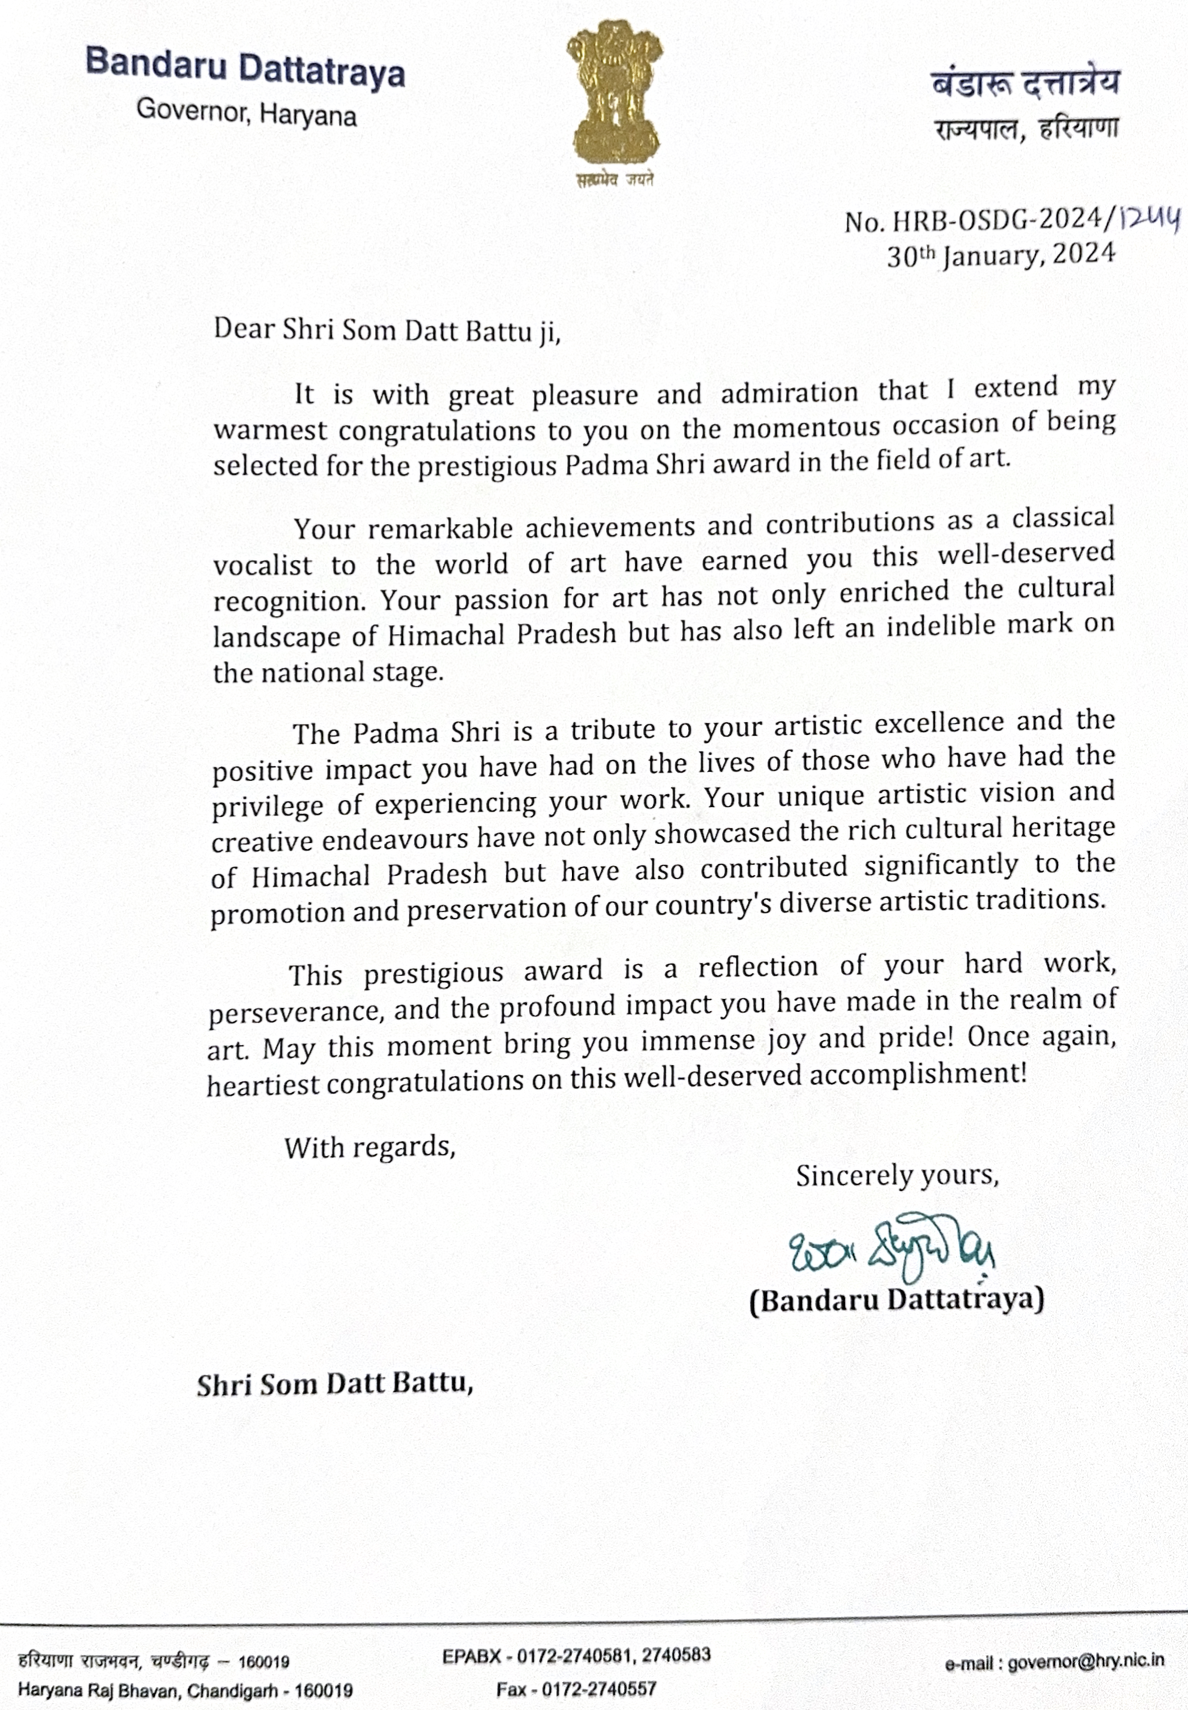 Bandaru Dattatraya
Governor, Haryana
सत्यमेव जयते
बंडारू दत्तात्रेय
राज्यपाल, हरियाणा
No. HRB-OSDG-2024/1244
30th January, 2024
Dear Shri Som Datt Battu ji,
It is with great pleasure and admiration that I extend my
warmest congratulations to you on the momentous occasion of being
selected for the prestigious Padma Shri award in the field of art.
Your remarkable achievements and contributions as a classical
vocalist to the world of art have earned you this well-deserved
recognition. Your passion for art has not only enriched the cultural
landscape of Himachal Pradesh but has also left an indelible mark on
the national stage.
The Padma Shri is a tribute to your artistic excellence and the
positive impact you have had on the lives of those who have had the
privilege of experiencing your work. Your unique artistic vision and
creative endeavours have not only showcased the rich cultural heritage
of Himachal Pradesh but have also contributed significantly to the
promotion and preservation of our country's diverse artistic traditions.
This prestigious award is a reflection of your hard work,
perseverance, and the profound impact you have made in the realm of
art. May this moment bring you immense joy and pride! Once again,
heartiest congratulations on this well-deserved accomplishment!
With regards,
Sincerely yours,
(Bandaru Dattatraya)
Shri Som Datt Battu,
हरियाणा राजभवन, चण्डीगढ़ – 160019
Haryana Raj Bhavan, Chandigarh - 160019
EPABX - 0172-2740581, 2740583
Fax - 0172-2740557
e-mail : governor@hry.nic.in